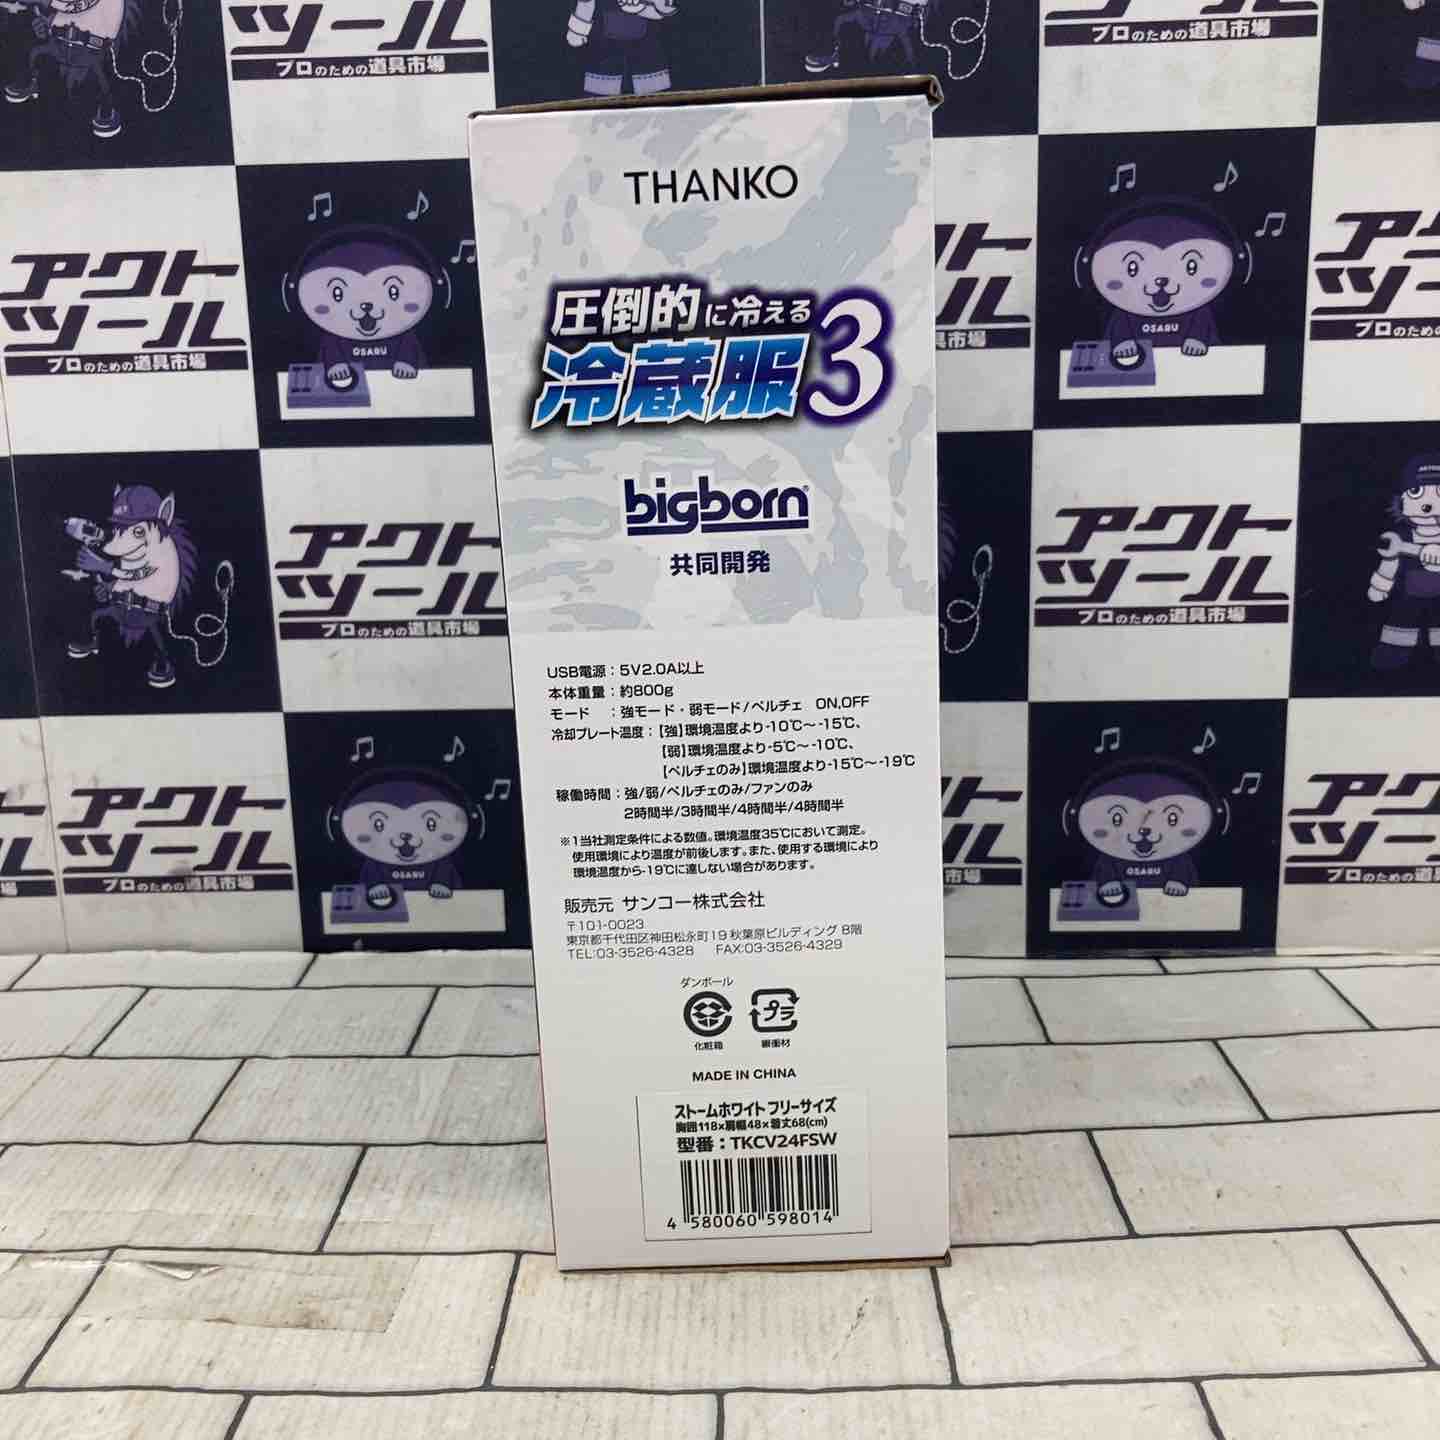 THANKO
圧倒的に冷える
冷蔵服3
bigborn®
共同開発
USB電源：5V2.0A以上
本体重量：約800g
モード　：強モード・弱モード/ペルチェ　ON,OFF
冷却プレート温度：【強】環境温度より-10℃～-15℃、
【弱】環境温度より-5℃～-10℃、
【ペルチェのみ】環境温度より-15℃～-19℃
稼働時間：強/弱/ペルチェのみ/ファンのみ
2時間半/3時間半/4時間半/4時間半
※1当社測定条件による数値。環境温度35℃において測定。
使用環境により温度が前後します。また、使用する環境により
環境温度から-19℃に達しない場合があります。
販売元 サンコー株式会社
〒101-0023
東京都千代田区神田松永町19 秋葉原ビルディング 8階
TEL:03-3526-4328　FAX:03-3526-4329
ダンボール
プラ
化粧箱　緩衝材
MADE IN CHINA
ストームホワイト フリーサイズ
胸囲118×肩幅48×着丈68(cm)
型番：TKCV24FSW
4 580060 598014
アクト
ツール
プロのための道具市場
OSARU